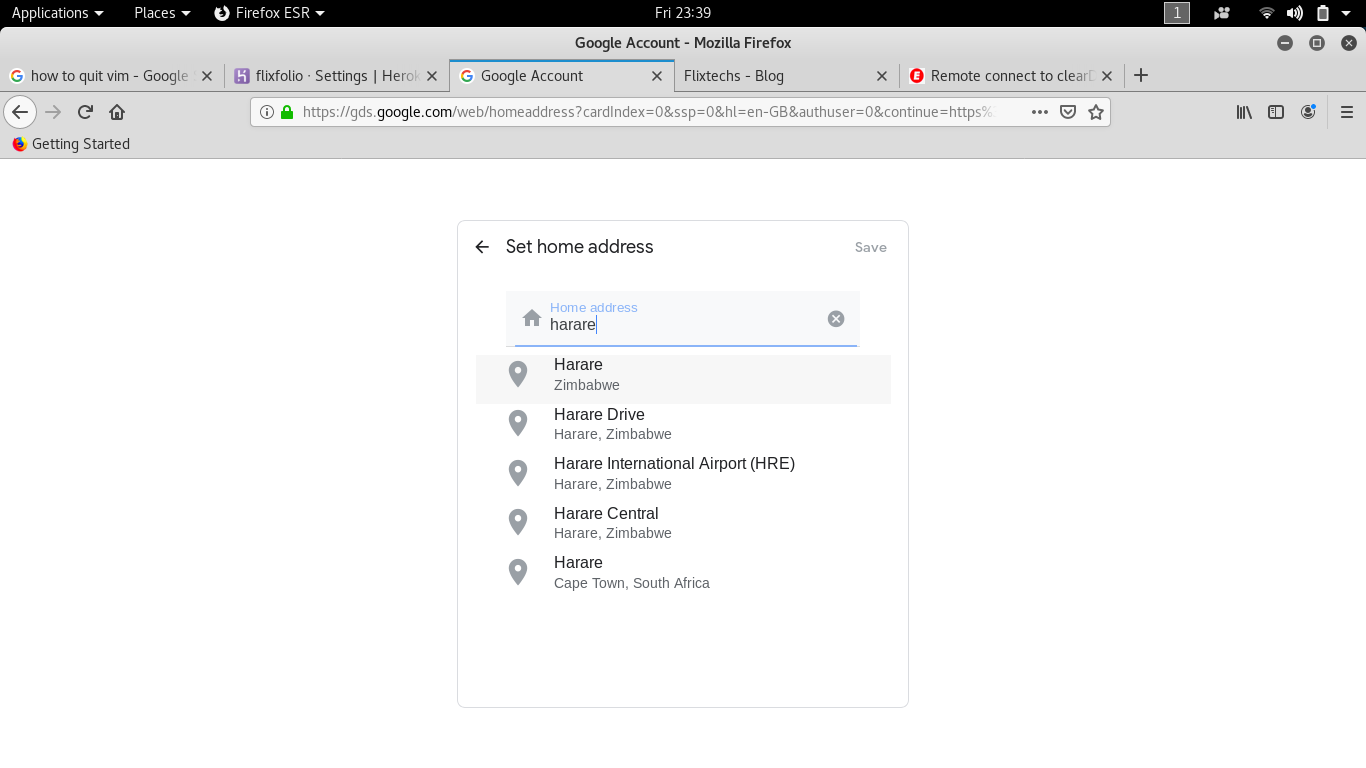 Applications Places Firefox ESR Fri 23:39 1
Google Account - Mozilla Firefox
how to quit vim - Google flixfolio · Settings | Herok Google Account Flixtechs - Blog Remote connect to clearD
https://gds.google.com/web/homeaddress?cardIndex=0&ssp=0&hl=en-GB&authuser=0&continue=https%
Getting Started
Set home address Save
Home address
harare
Harare
Zimbabwe
Harare Drive
Harare, Zimbabwe
Harare International Airport (HRE)
Harare, Zimbabwe
Harare Central
Harare, Zimbabwe
Harare
Cape Town, South Africa